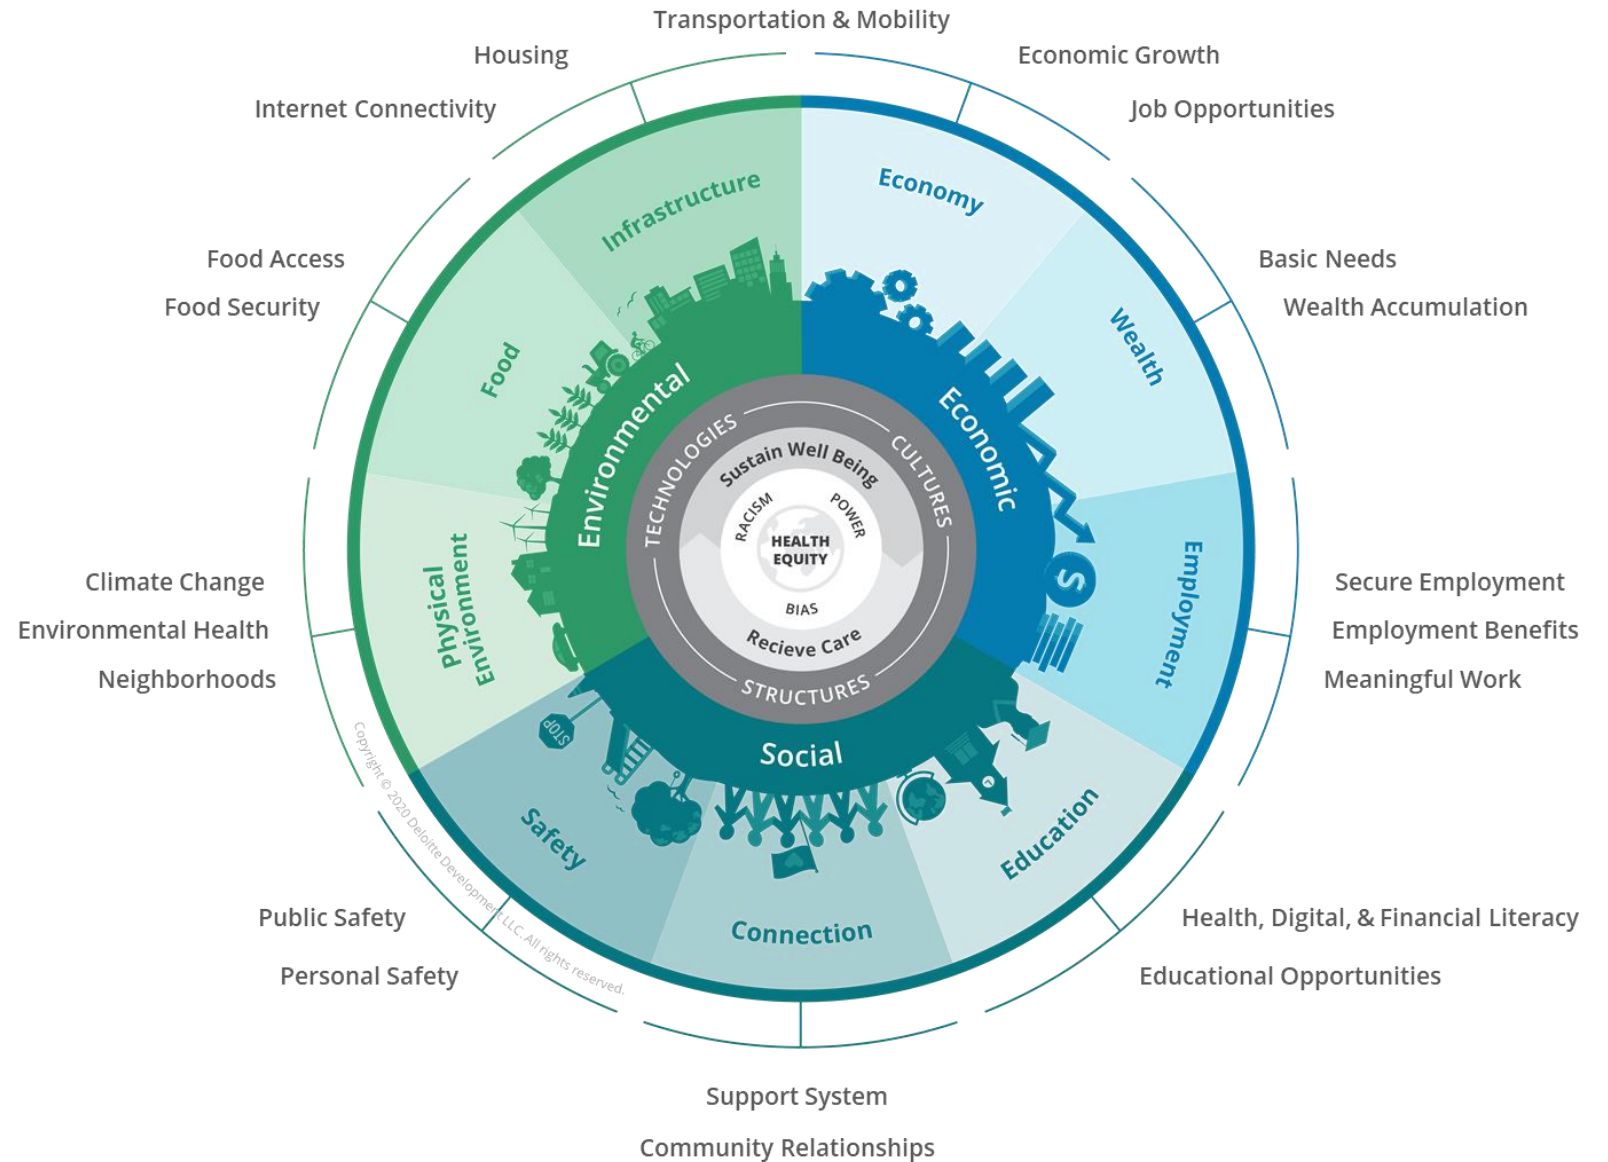 Transportation & Mobility
Housing
Internet Connectivity
Economic Growth
Job Opportunities
Infrastructure
Economy
Food Access
Food Security
Basic Needs
Wealth Accumulation
Food
Wealth
Environmental
Economic
TECHNOLOGIES
CULTURES
STRUCTURES
Sustain Well Being
RACISM
POWER
HEALTH
EQUITY
BIAS
Recieve Care
Physical
Environment
Employment
Climate Change
Environmental Health
Neighborhoods
Secure Employment
Employment Benefits
Meaningful Work
Social
STOP
Safety
Connection
Education
Public Safety
Personal Safety
Health, Digital, & Financial Literacy
Educational Opportunities
Support System
Community Relationships
Copyright © 2020 Deloitte Development LLC. All rights reserved.
$